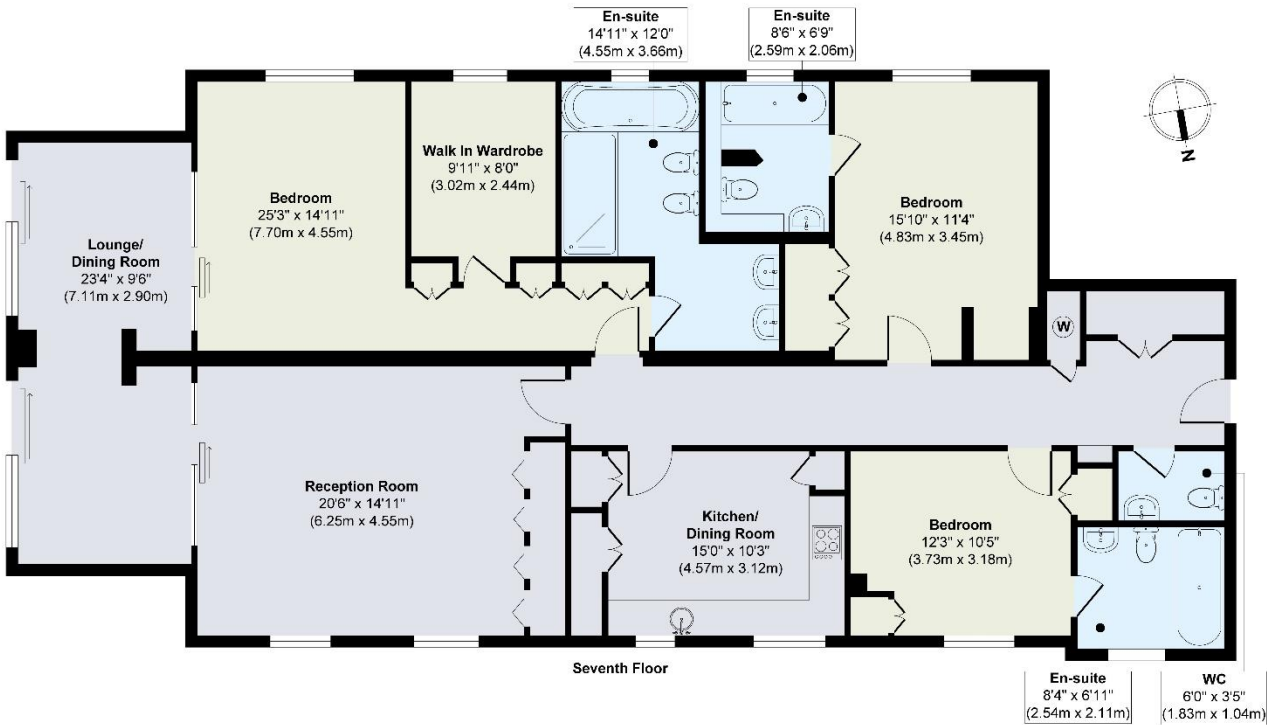 En-suite
14'11" x 12'0"
(4.55m x 3.66m)
En-suite
8'6" x 6'9"
(2.59m x 2.06m)
N
Walk In Wardrobe
9'11" x 8'0"
(3.02m x 2.44m)
Bedroom
25'3" x 14'11"
(7.70m x 4.55m)
Bedroom
15'10" x 11'4"
(4.83m x 3.45m)
Lounge/
Dining Room
23'4" x 9'6"
(7.11m x 2.90m)
W
Reception Room
20'6" x 14'11"
(6.25m x 4.55m)
Kitchen/
Dining Room
15'0" x 10'3"
(4.57m x 3.12m)
Bedroom
12'3" x 10'5"
(3.73m x 3.18m)
Seventh Floor
En-suite
8'4" x 6'11"
(2.54m x 2.11m)
WC
6'0" x 3'5"
(1.83m x 1.04m)